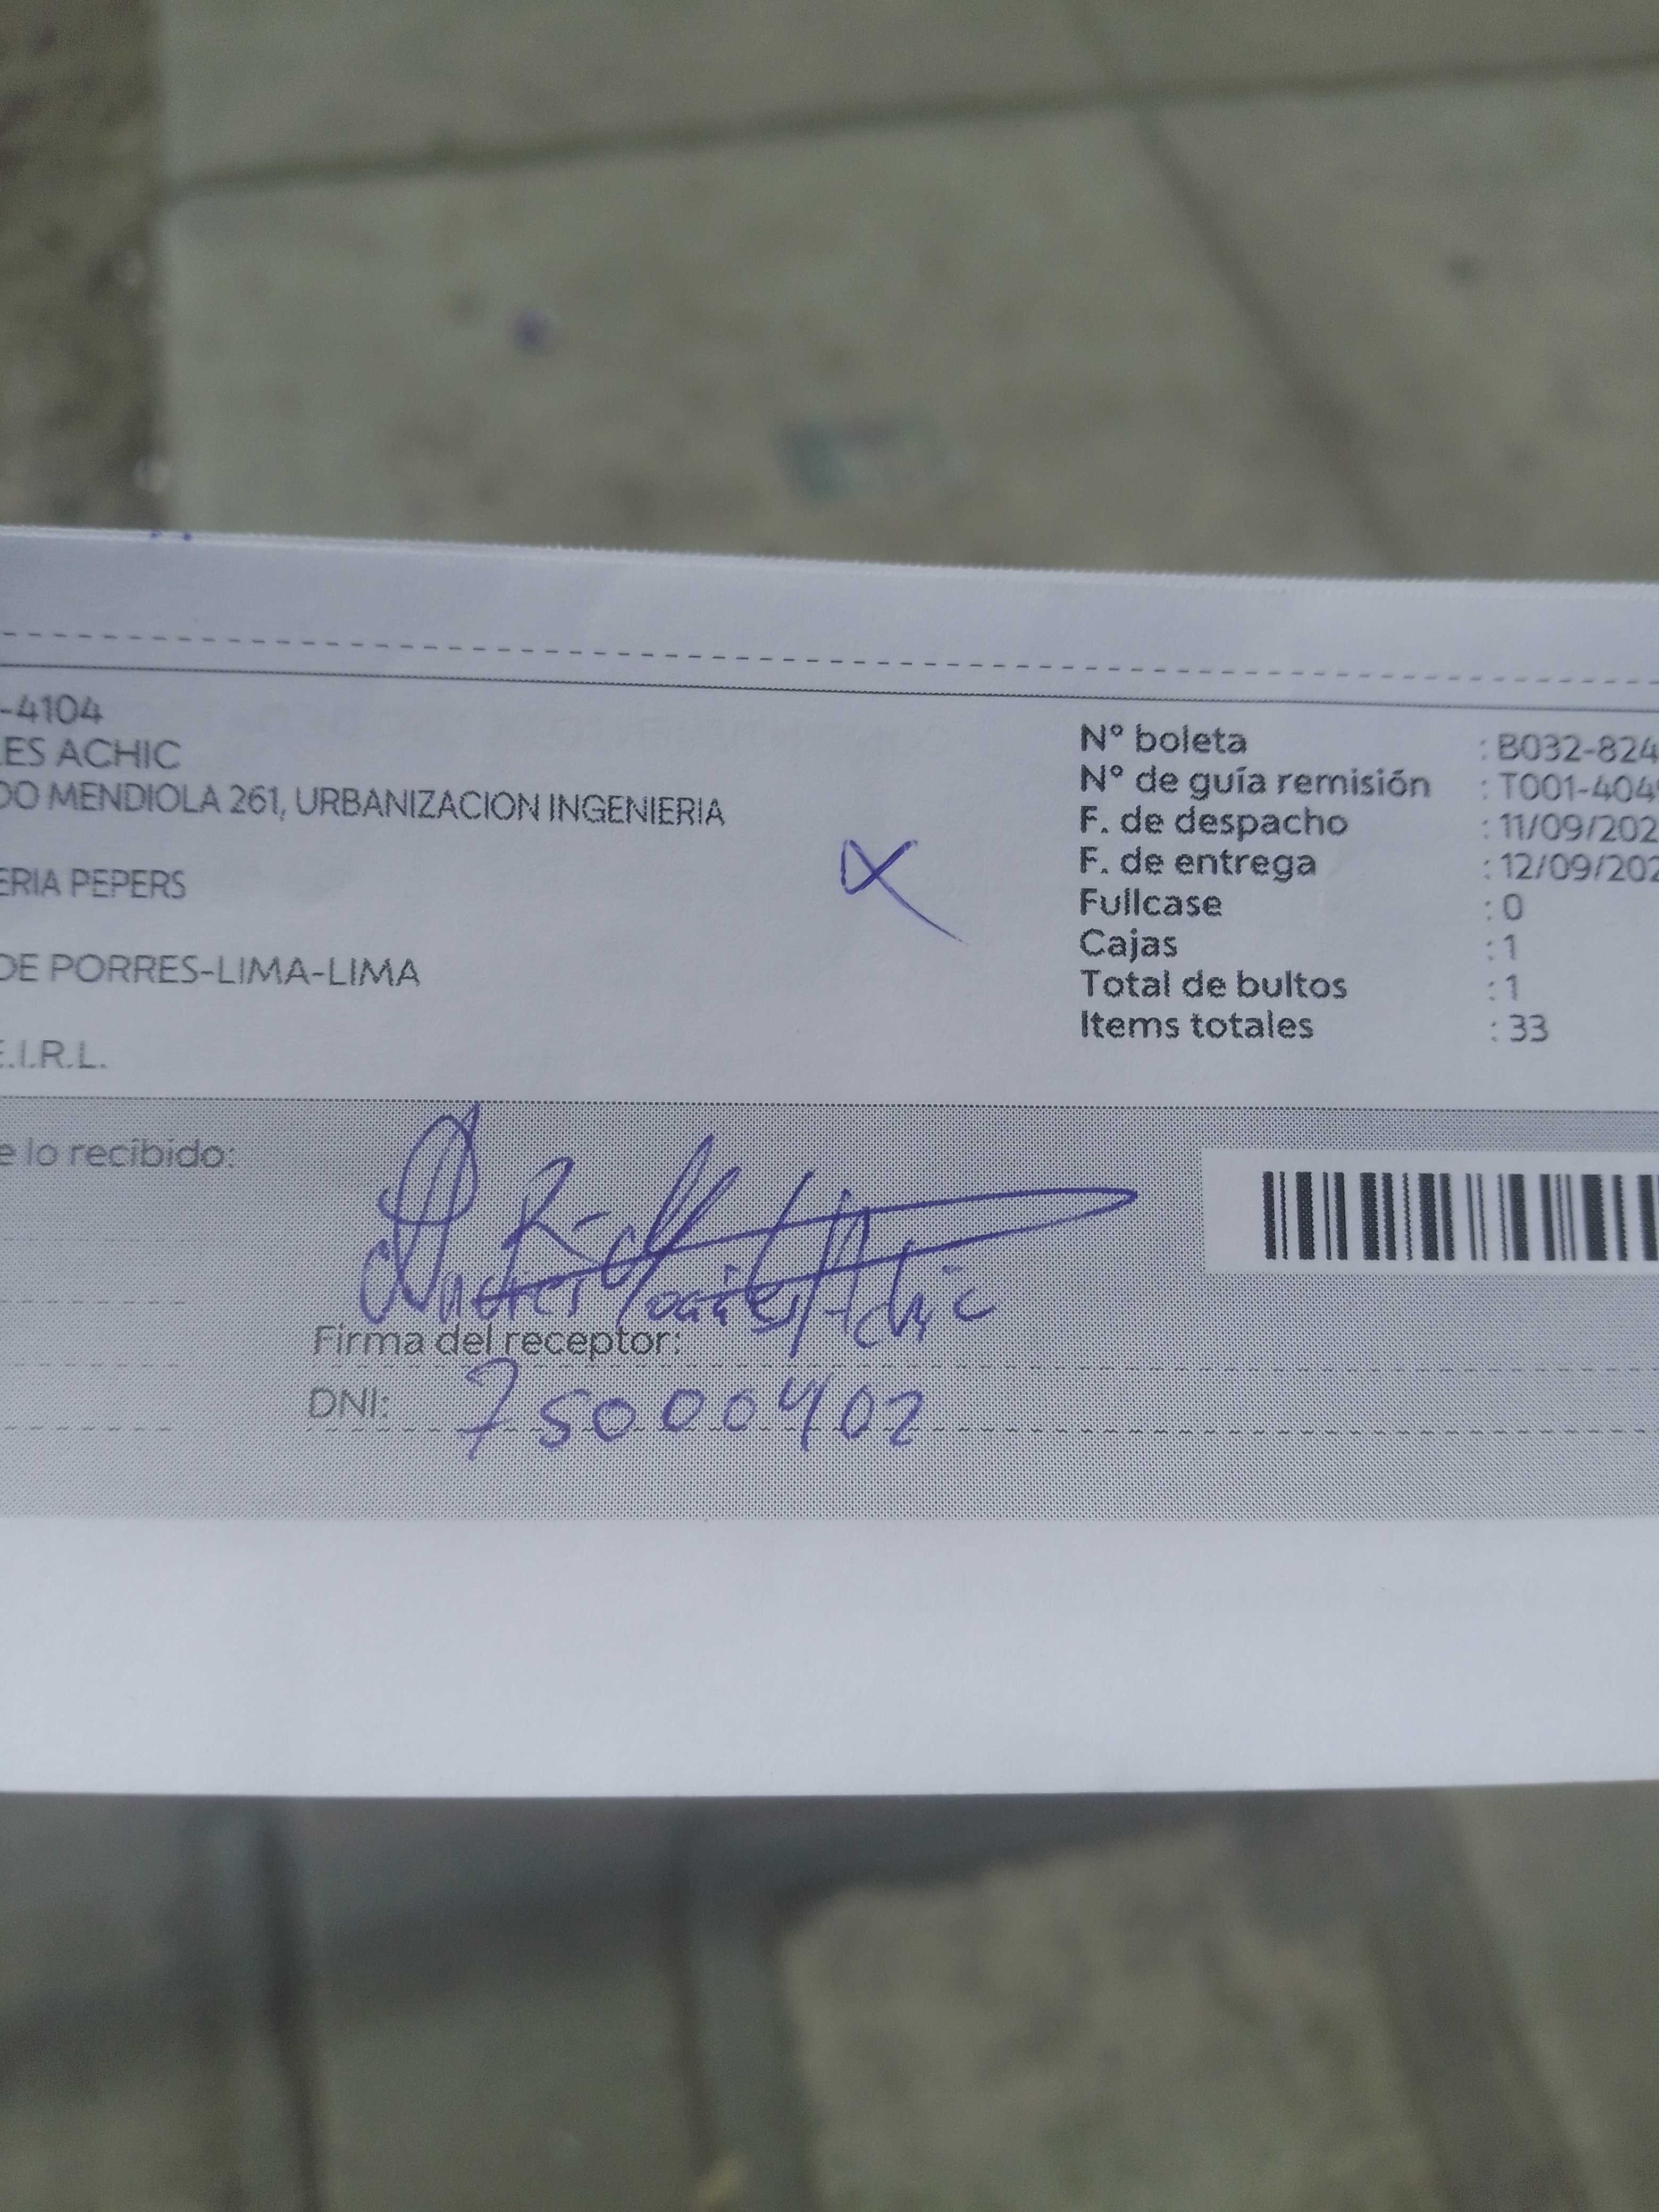 -4104
LES ACHIC
DO MENDIOLA 261, URBANIZACION INGENIERIA
ERIA PEPERS
DE PORRES-LIMA-LIMA
E.I.R.L.
N° boleta : B032-824
N° de guía remisión : T001-404
F. de despacho : 11/09/202
F. de entrega : 12/09/202
Fullcase : 0
Cajas : 1
Total de bultos : 1
Items totales : 33
e lo recibido:
Achic
Firma del receptor:
DNI: 75000402